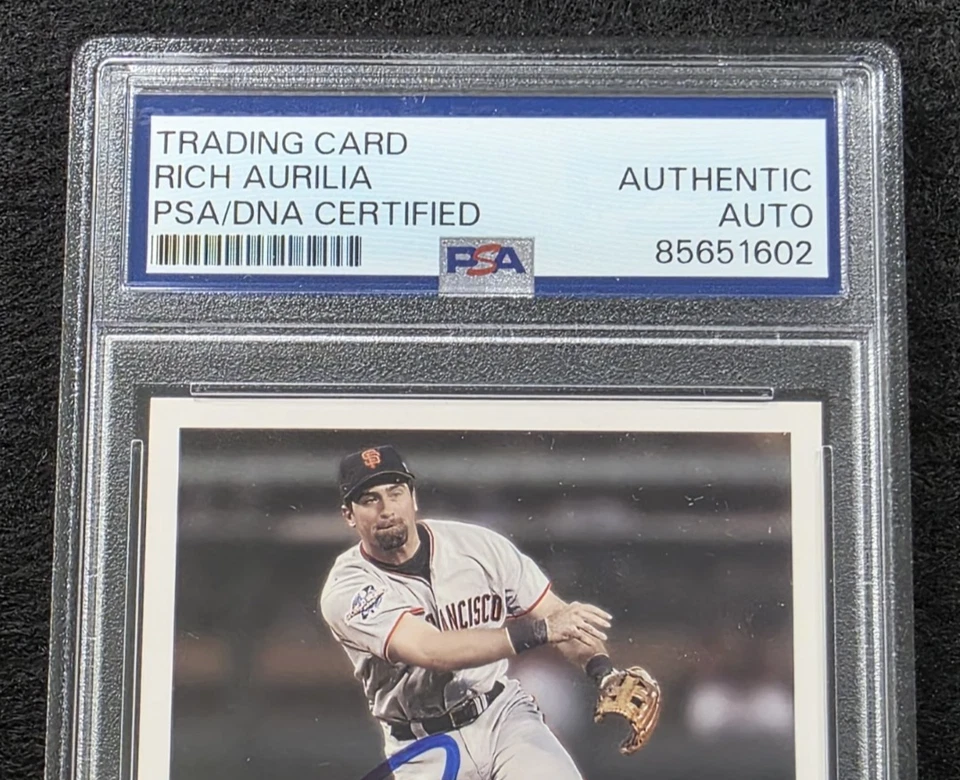 TRADING CARD
RICH AURILIA
PSA/DNA CERTIFIED
AUTHENTIC
AUTO
85651602
PSA
SF
FRANCISCO